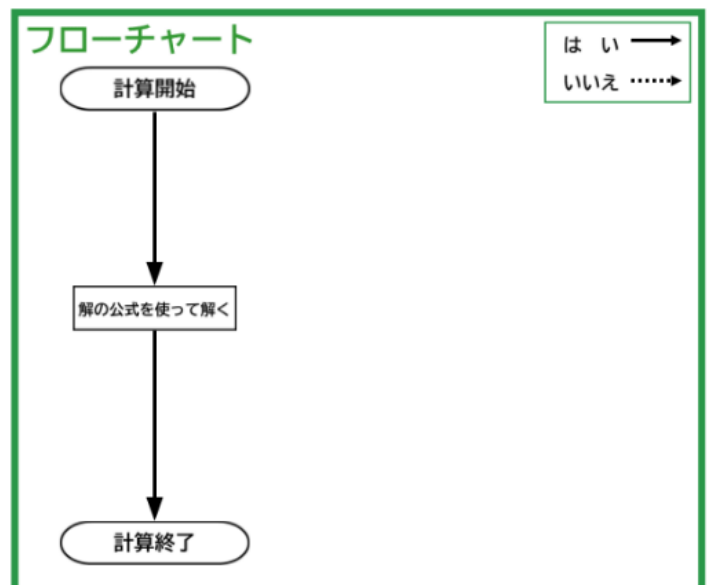 フローチャート
は い
いいえ
計算開始
解の公式を使って解く
計算終了